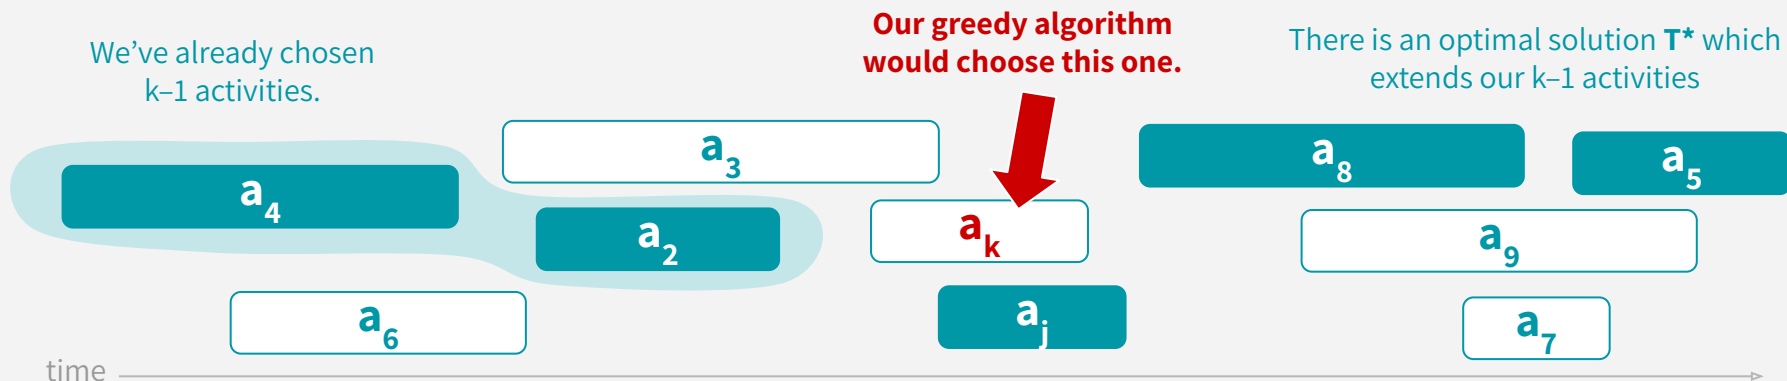 We've already chosen
k–1 activities.
Our greedy algorithm
would choose this one.
There is an optimal solution T* which
extends our k–1 activities
a₄
a₂
a₃
aₖ
a₈
a₅
a₉
a₆
aⱼ
a₇
time